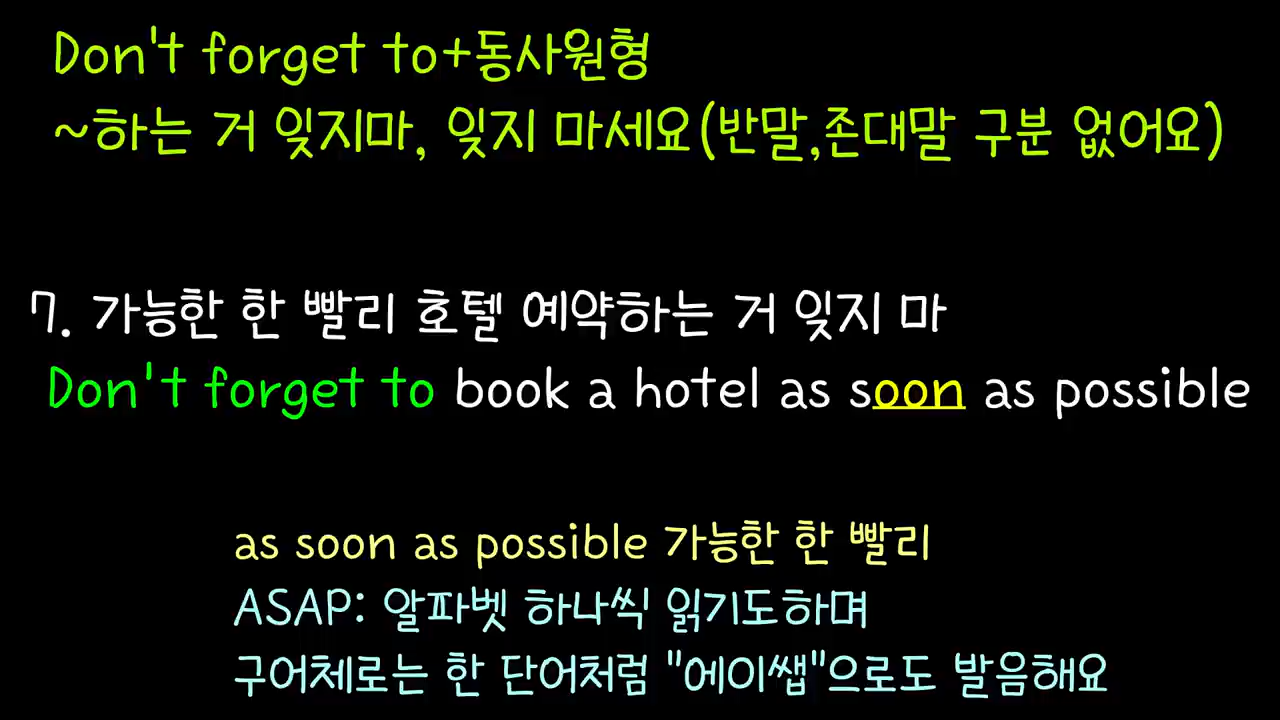 Don't forget to+동사원형
~하는 거 잊지마, 잊지 마세요(반말,존대말 구분 없어요)
7. 가능한 한 빨리 호텔 예약하는 거 잊지 마
Don't forget to book a hotel as soon as possible
as soon as possible 가능한 한 빨리
ASAP: 알파벳 하나씩 읽기도하며
구어체로는 한 단어처럼 "에이쌥"으로도 발음해요